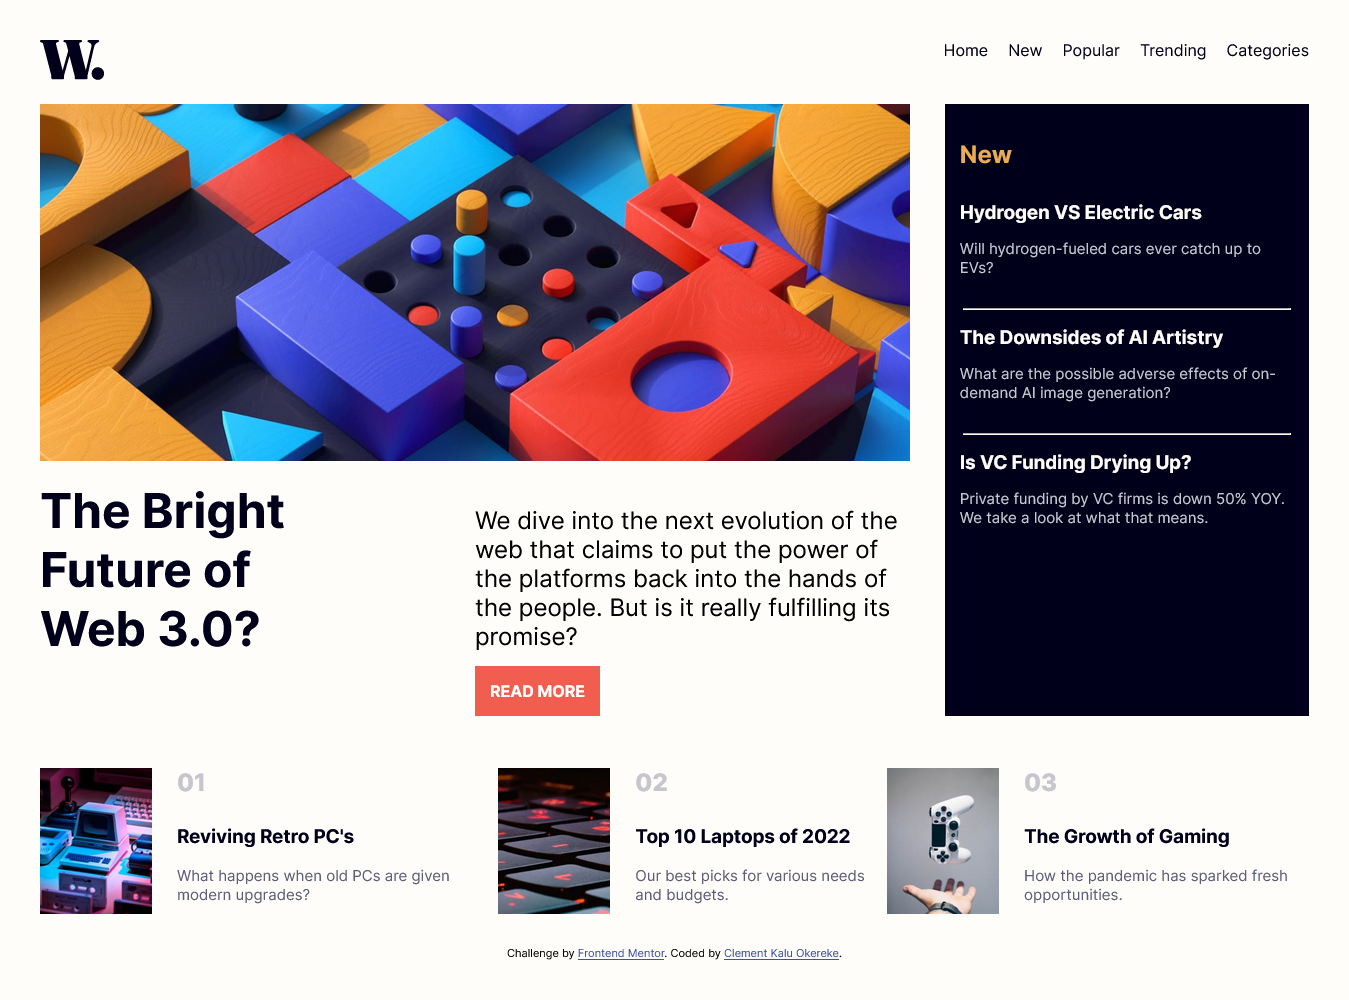 W.
Home New Popular Trending Categories
New
Hydrogen VS Electric Cars
Will hydrogen-fueled cars ever catch up to
EVs?
The Downsides of AI Artistry
What are the possible adverse effects of on-
demand AI image generation?
Is VC Funding Drying Up?
Private funding by VC firms is down 50% YOY.
We take a look at what that means.
The Bright
Future of
Web 3.0?
We dive into the next evolution of the
web that claims to put the power of
the platforms back into the hands of
the people. But is it really fulfilling its
promise?
READ MORE
01
Reviving Retro PC's
What happens when old PCs are given
modern upgrades?
02
Top 10 Laptops of 2022
Our best picks for various needs
and budgets.
03
The Growth of Gaming
How the pandemic has sparked fresh
opportunities.
Challenge by Frontend Mentor. Coded by Clement Kalu Okereke.